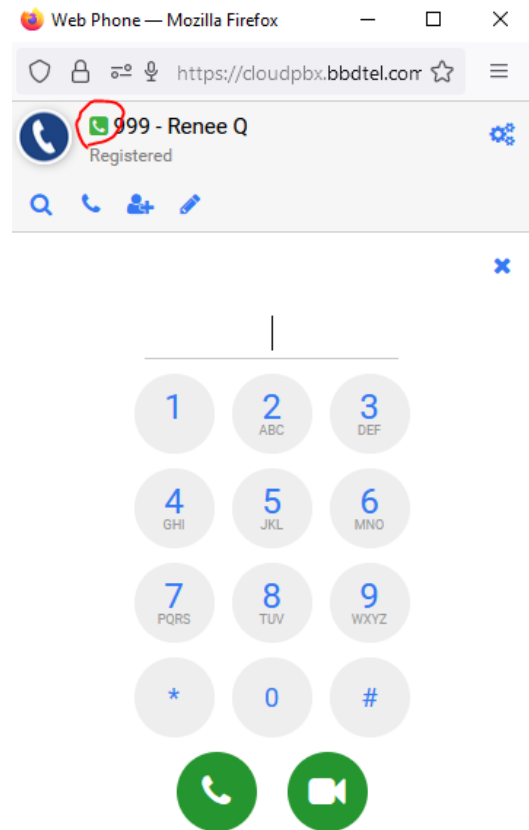 Web Phone — Mozilla Firefox
https://cloudpbx.bbdtel.com
999 - Renee Q
Registered
1 2 3
ABC DEF
4 5 6
GHI JKL MNO
7 8 9
PQRS TUV WXYZ
* 0 #